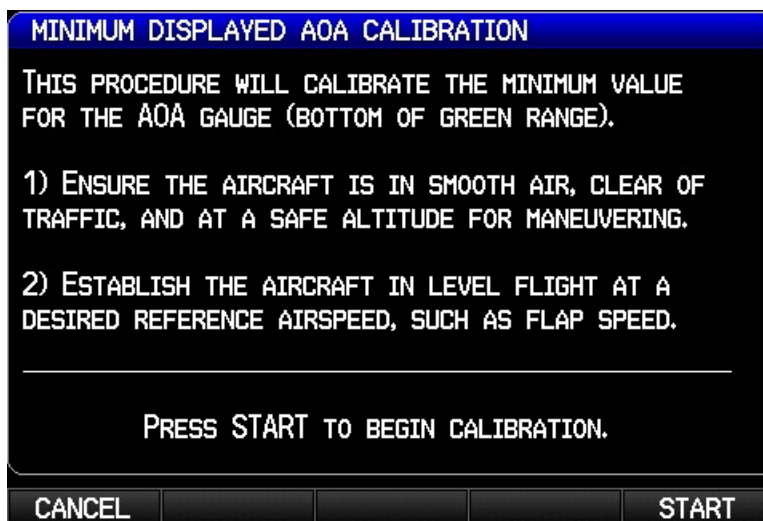 MINIMUM DISPLAYED AOA CALIBRATION
THIS PROCEDURE WILL CALIBRATE THE MINIMUM VALUE
FOR THE AOA GAUGE (BOTTOM OF GREEN RANGE).
1) ENSURE THE AIRCRAFT IS IN SMOOTH AIR, CLEAR OF
TRAFFIC, AND AT A SAFE ALTITUDE FOR MANEUVERING.
2) ESTABLISH THE AIRCRAFT IN LEVEL FLIGHT AT A
DESIRED REFERENCE AIRSPEED, SUCH AS FLAP SPEED.
PRESS START TO BEGIN CALIBRATION.
CANCEL START